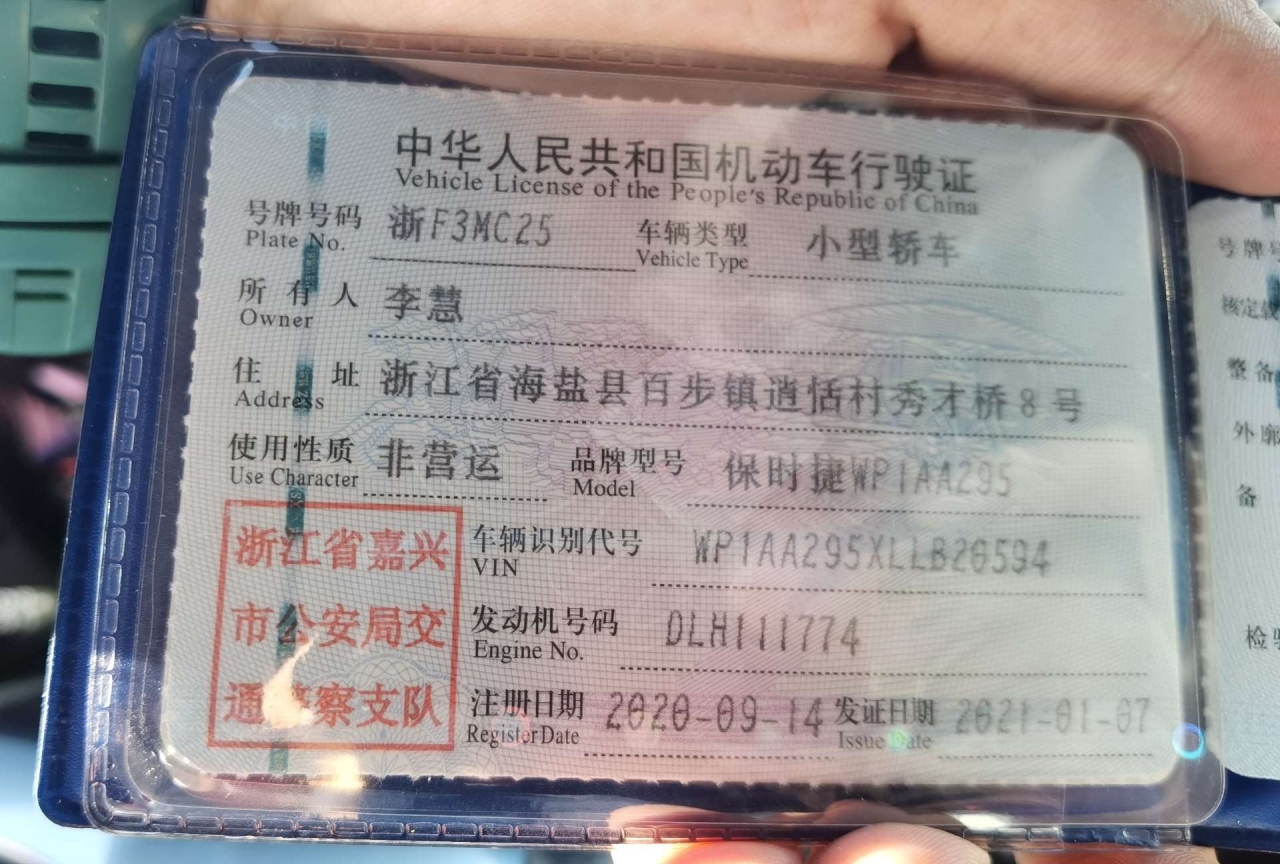 中华人民共和国机动车行驶证
Vehicle License of the People's Republic of China
号牌号码 浙F3MC25 车辆类型 小型轿车
Plate No. Vehicle Type
所有人 李慧
Owner
住址 浙江省海盐县百步镇逍恬村秀才桥8号
Address
使用性质 非营运 品牌型号 保时捷WP1AA295
Use Character Model
浙江省嘉兴
市公安局交
通警察支队
车辆识别代号 WP1AA295XLLB26594
VIN
发动机号码 DLH111774
Engine No.
注册日期 2020-09-14 发证日期 2021-01-07
Register Date Issue Date
号牌
核定载
整备
外廓
备
检验